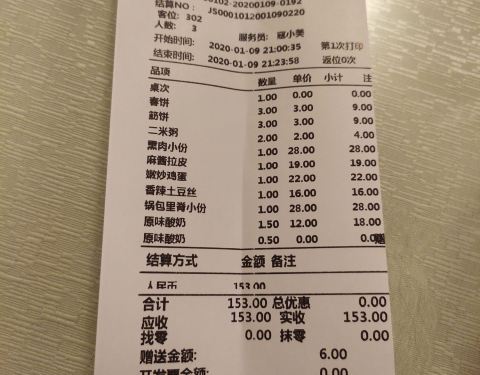 0102-20200109-0192
结算NO: JS0001012001090220
客位: 302
人数: 3 服务员: 寇小美
开始时间: 2020-01-09 21:00:35 第1次打印
结束时间: 2020-01-09 21:23:58 返位0次
品项 数量 单价 小计 注
桌次 1.00 0.00 0.00
春饼 3.00 3.00 9.00
筋饼 3.00 3.00 9.00
二米粥 2.00 2.00 4.00
熏肉小份 1.00 28.00 28.00
麻酱拉皮 1.00 19.00 19.00
嫩炒鸡蛋 1.00 22.00 22.00
香辣土豆丝 1.00 16.00 16.00
锅包里脊小份 1.00 28.00 28.00
原味酸奶 1.50 12.00 18.00
原味酸奶 0.50 0.00 0.0赠
结算方式 金额 备注
人民币 153.00
合计 153.00 总优惠 0.00
应收 153.00 实收 153.00
找零 0.00 抹零 0.00
赠送金额: 6.00
开发票金额: 0.00